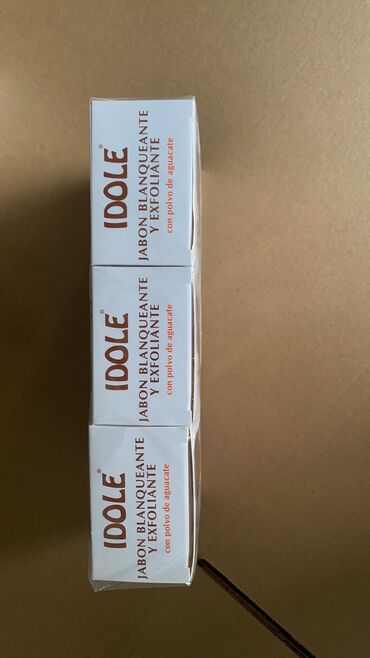 IDOLE®
JABON BLANQUEANTE
Y EXFOLIANTE
con polvo de aguacate
IDOLE®
JABON BLANQUEANTE
Y EXFOLIANTE
con polvo de aguacate
IDOLE®
JABON BLANQUEANTE
Y EXFOLIANTE
con polvo de aguacate